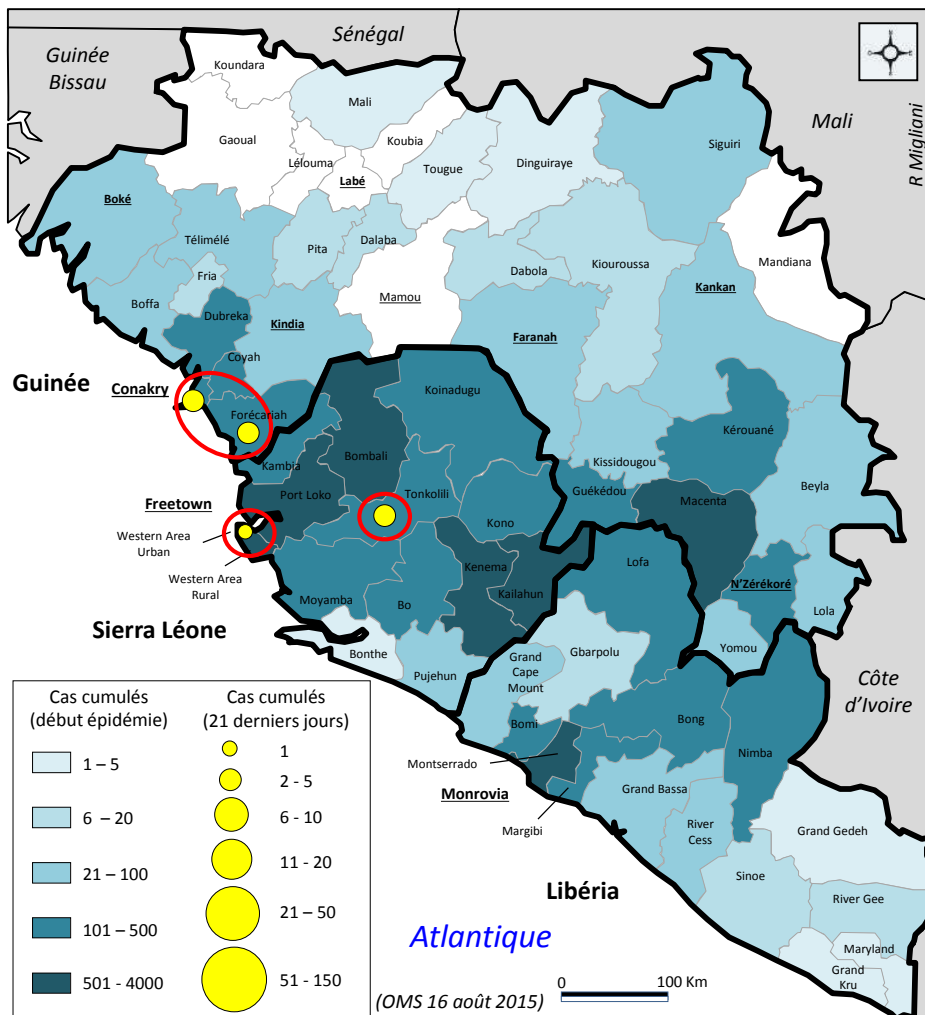 Sénégal
Guinée
Bissau
Koundara
Mali
Koubia
Gaoual
Lélouma
Labé
Tougue
Dinguiraye
Siguiri
Mali
R Migliani
Boké
Télimélé
Pita
Dalaba
Fria
Dabola
Kiouroussa
Mandiana
Kankan
Mamou
Boffa
Dubreka
Kindia
Faranah
Coyah
Guinée
Conakry
Koinadugu
Forécariah
Kérouané
Kambia
Bombali
Kissidougou
Beyla
Port Loko
Tonkolili
Guékédou
Macenta
Freetown
Kono
Western Area
Urban
Western Area
Rural
Kenema
Lofa
N'Zérékoré
Kailahun
Moyamba
Bo
Lola
Sierra Léone
Bonthe
Gbarpolu
Yomou
Pujehun
Grand
Cape
Mount
Côte
d'Ivoire
Bomi
Bong
Nimba
Montserrado
Monrovia
Grand Bassa
Margibi
River
Cess
Grand Gedeh
Sinoe
Libéria
River Gee
Maryland
Grand
Kru
Atlantique
0
100 Km
(OMS 16 août 2015)
Cas cumulés
(début épidémie)
1 – 5
6 – 20
21 – 100
101 – 500
501 - 4000
Cas cumulés
(21 derniers jours)
1
2 - 5
6 - 10
11 - 20
21 – 50
51 - 150